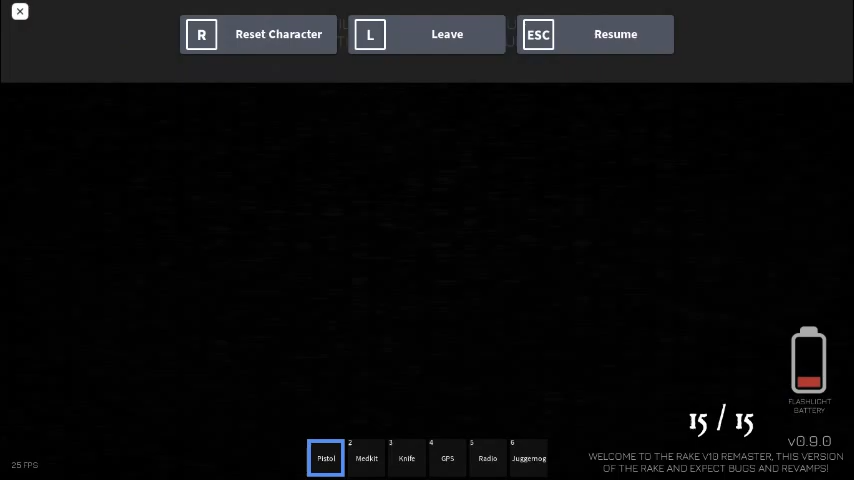 R Reset Character L Leave ESC Resume
FLASHLIGHT
BATTERY
15 / 15
v0.9.0
2 3 4 5 6
Pistol Medkit Knife GPS Radio Juggernog
25 FPS
WELCOME TO THE RAKE V10 REMASTER, THIS VERSION
OF THE RAKE AND EXPECT BUGS AND REVAMPS!